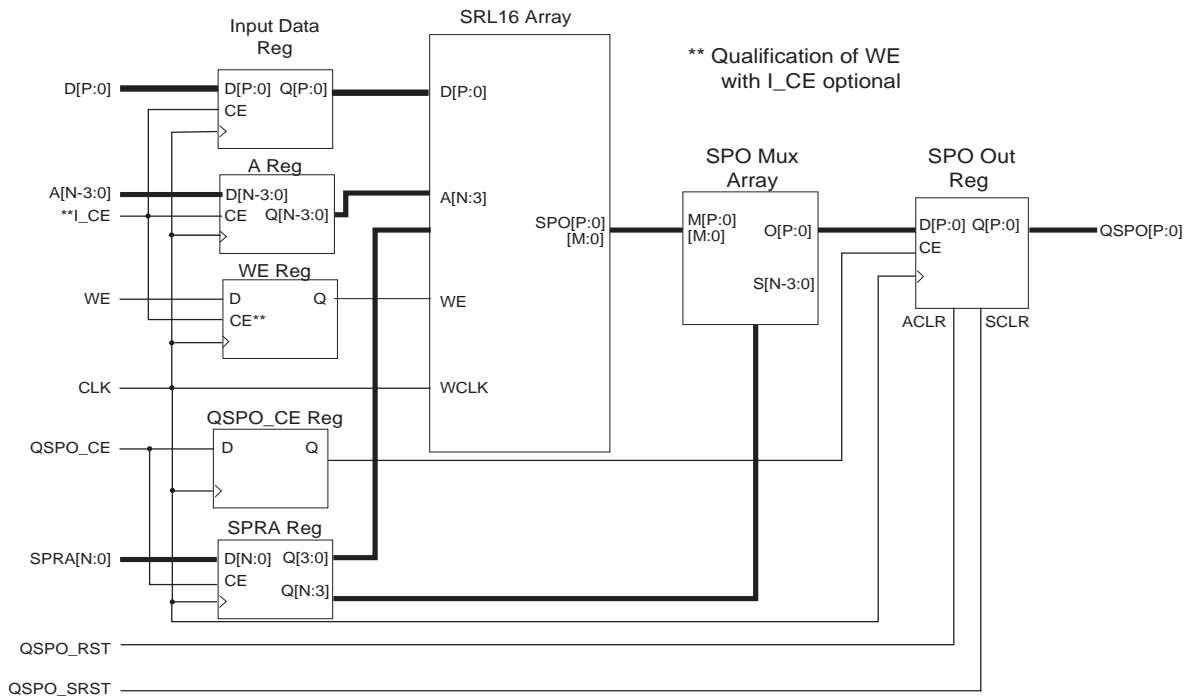 SRL16 Array
Input Data
Reg
** Qualification of WE
with I_CE optional
D[P:0]
D[P:0] Q[P:0]
CE
D[P:0]
A Reg
A[N-3:0]
**I_CE
D[N-3:0]
CE Q[N-3:0]
A[N:3]
SPO[P:0]
[M:0]
SPO Mux
Array
M[P:0]
[M:0]
O[P:0]
S[N-3:0]
SPO Out
Reg
D[P:0] Q[P:0]
CE
QSPO[P:0]
ACLR SCLR
WE Reg
WE
D Q
CE**
WE
CLK
WCLK
QSPO_CE Reg
QSPO_CE
D Q
SPRA Reg
SPRA[N:0]
D[N:0] Q[3:0]
CE
Q[N:3]
QSPO_RST
QSPO_SRST